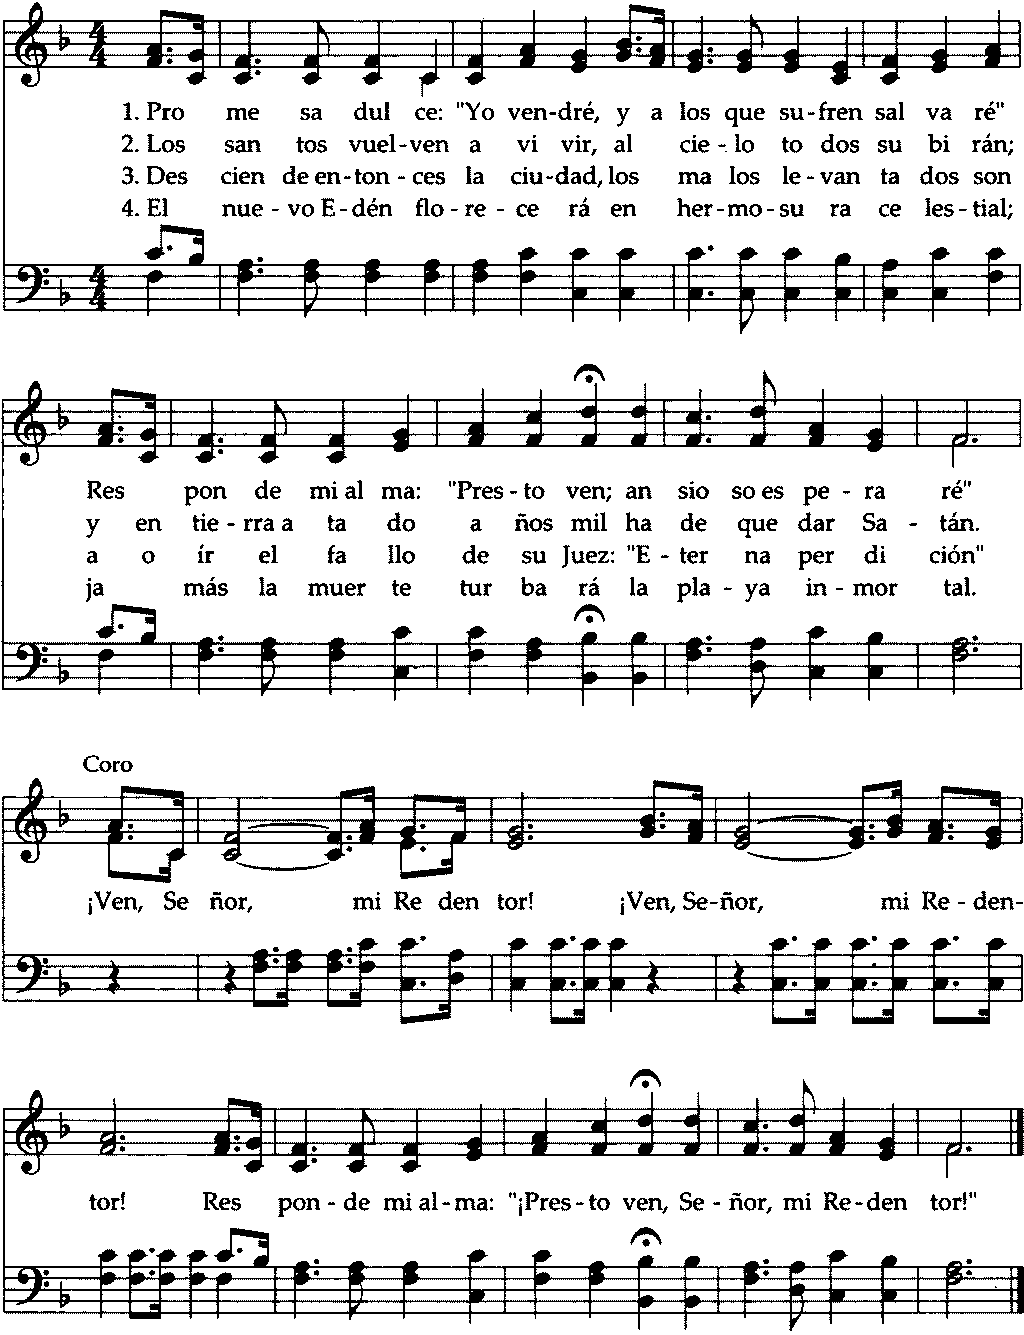 1. Pro me sa dul ce: "Yo ven-dré, y a los que su-fren sal va ré"
2. Los san tos vuel-ven a vi vir, al cie-lo to dos su bi rán;
3. Des cien de en-ton-ces la ciu-dad, los ma los le-van ta dos son
4. El nue-vo E-dén flo-re-ce rá en her-mo-su ra ce les-tial;
Res pon de mi al ma: "Pres-to ven; an sio so es pe-ra ré"
y en tie-rra a ta do a ños mil ha de que dar Sa-tán.
a o ír el fa llo de su Juez: "E-ter na per di ción"
ja más la muer te tur ba rá la pla-ya in-mor tal.
Coro
¡Ven, Se ñor, mi Re den tor! ¡Ven, Se-ñor, mi Re-den-
tor! Res pon-de mi al-ma: "¡Pres-to ven, Se-ñor, mi Re-den tor!"